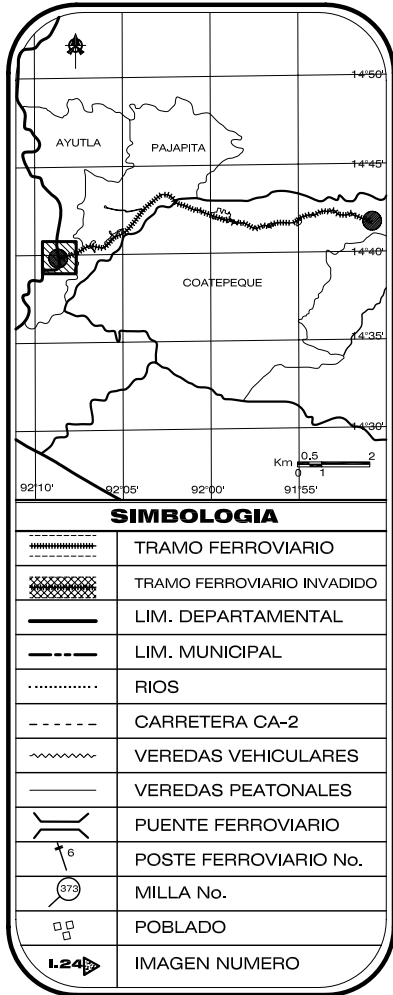 14°50'
AYUTLA
PAJAPITA
14°45'
14°40'
COATEPEQUE
14°35'
14°30'
Km 0.5 2
0 1
92°10' 92°05' 92°00' 91°55'
SIMBOLOGIA
TRAMO FERROVIARIO
TRAMO FERROVIARIO INVADIDO
LIM. DEPARTAMENTAL
LIM. MUNICIPAL
RIOS
CARRETERA CA-2
VEREDAS VEHICULARES
VEREDAS PEATONALES
PUENTE FERROVIARIO
6 POSTE FERROVIARIO No.
373 MILLA No.
POBLADO
I.24 IMAGEN NUMERO